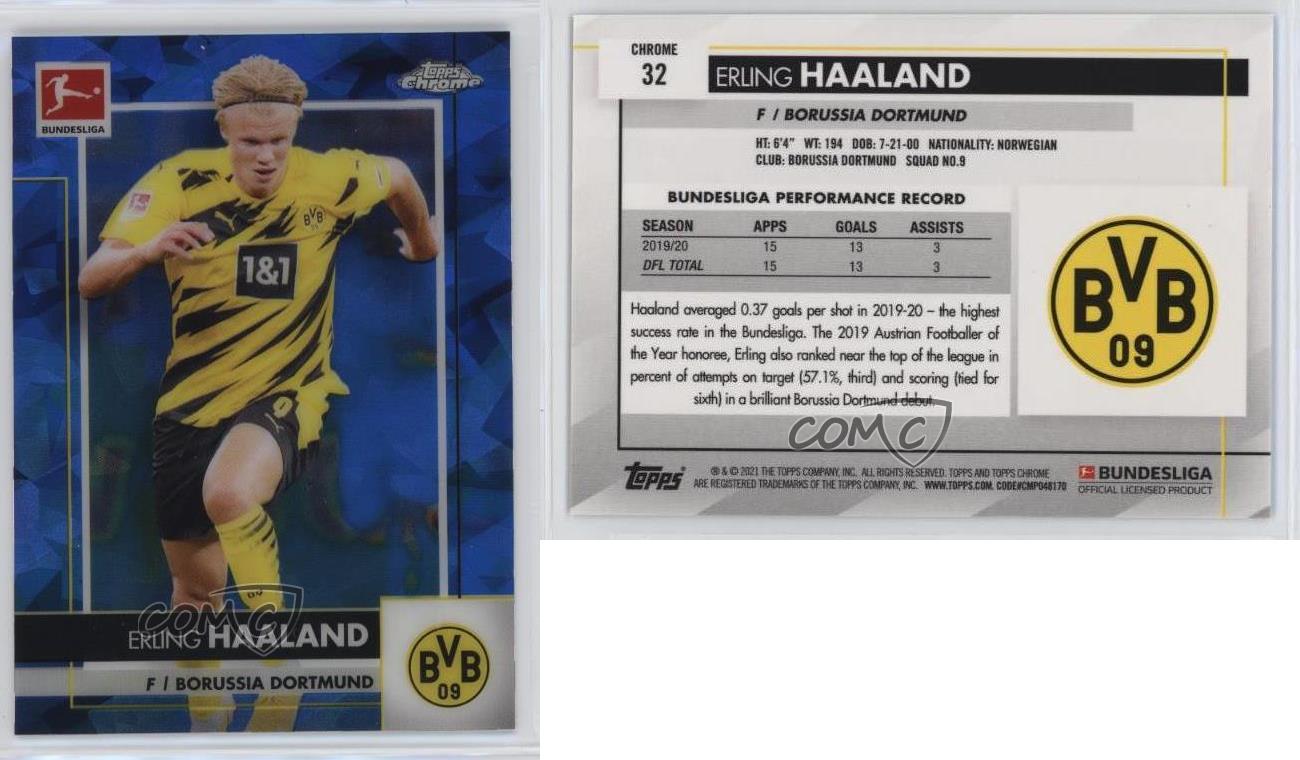 BUNDESLIGA
Topps Chrome
BVB 09
1&1
9
COMC
ERLING HAALAND
F / BORUSSIA DORTMUND
BVB
09
CHROME
32
ERLING HAALAND
F / BORUSSIA DORTMUND
HT: 6'4" WT: 194 DOB: 7-21-00 NATIONALITY: NORWEGIAN
CLUB: BORUSSIA DORTMUND SQUAD NO.9
BUNDESLIGA PERFORMANCE RECORD
SEASON APPS GOALS ASSISTS
2019/20 15 13 3
DFL TOTAL 15 13 3
Haaland averaged 0.37 goals per shot in 2019-20 – the highest
success rate in the Bundesliga. The 2019 Austrian Footballer of
the Year honoree, Erling also ranked near the top of the league in
percent of attempts on target (57.1%, third) and scoring (tied for
sixth) in a brilliant Borussia Dortmund debut.
BVB
09
COMC
Topps
® & © 2021 THE TOPPS COMPANY, INC. ALL RIGHTS RESERVED. TOPPS AND TOPPS CHROME
ARE REGISTERED TRADEMARKS OF THE TOPPS COMPANY, INC. WWW.TOPPS.COM. CODE#CMP048170
BUNDESLIGA
OFFICIAL LICENSED PRODUCT